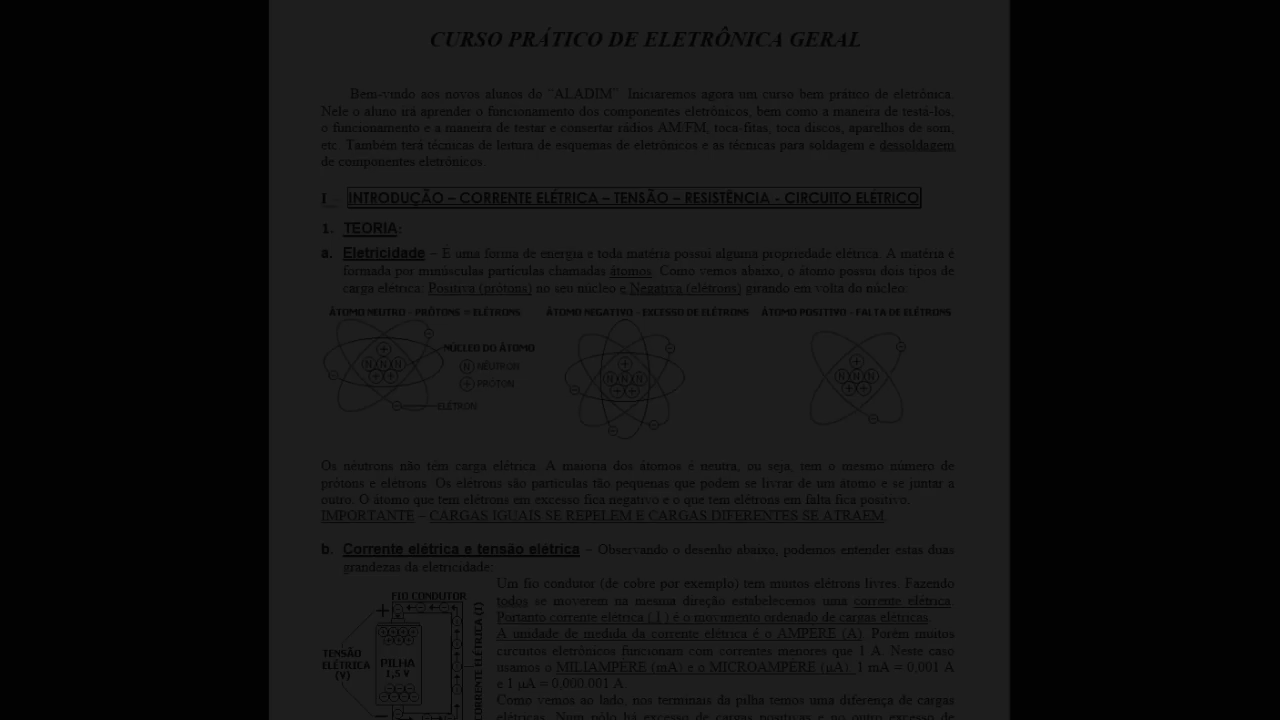 CURSO PRÁTICO DE ELETRÔNICA GERAL
Bem-vindo aos novos alunos do “ALADIM”. Iniciaremos agora um curso bem prático de eletrônica.
Nele o aluno irá aprender o funcionamento dos componentes eletrônicos, bem como a maneira de testá-los,
o funcionamento e a maneira de testar e consertar rádios AM/FM, toca-fitas, toca discos, aparelhos de som,
etc. Também terá técnicas de leitura de esquemas de eletrônicos e as técnicas para soldagem e dessoldagem
de componentes eletrônicos.
I INTRODUÇÃO – CORRENTE ELÉTRICA – TENSÃO – RESISTÊNCIA - CIRCUITO ELÉTRICO
1. TEORIA:
a. Eletricidade – É uma forma de energia e toda matéria possui alguma propriedade elétrica. A matéria é
formada por minúsculas partículas chamadas átomos. Como vemos abaixo, o átomo possui dois tipos de
carga elétrica: Positiva (prótons) no seu núcleo e Negativa (elétrons) girando em volta do núcleo:
ÁTOMO NEUTRO - PRÓTONS = ELÉTRONS ÁTOMO NEGATIVO - EXCESSO DE ELÉTRONS ÁTOMO POSITIVO - FALTA DE ELÉTRONS
NÚCLEO DO ÁTOMO
N NÊUTRON
+ PRÓTON
ELÉTRON
Os nêutrons não têm carga elétrica. A maioria dos átomos é neutra, ou seja, tem o mesmo número de
prótons e elétrons. Os elétrons são partículas tão pequenas que podem se livrar de um átomo e se juntar a
outro. O átomo que tem elétrons em excesso fica negativo e o que tem elétrons em falta fica positivo.
IMPORTANTE – CARGAS IGUAIS SE REPELEM E CARGAS DIFERENTES SE ATRAEM.
b. Corrente elétrica e tensão elétrica – Observando o desenho abaixo, podemos entender estas duas
grandezas da eletricidade:
FIO CONDUTOR
TENSÃO
ELÉTRICA
(V)
PILHA
1,5 V
CORRENTE ELÉTRICA (I)
Um fio condutor (de cobre por exemplo) tem muitos elétrons livres. Fazendo
todos se moverem na mesma direção estabelecemos uma corrente elétrica.
Portanto corrente elétrica ( I ) é o movimento ordenado de cargas elétricas.
A unidade de medida da corrente elétrica é o AMPÈRE (A). Porém muitos
circuitos eletrônicos funcionam com correntes menores que 1 A. Neste caso
usamos o MILIAMPÈRE (mA) e o MICROAMPÈRE (µA). 1 mA = 0,001 A
e 1 µA = 0,000.001 A.
Como vemos ao lado, nos terminais da pilha temos uma diferença de cargas
elétricas. Num pólo há excesso de cargas positivas e no outro excesso de